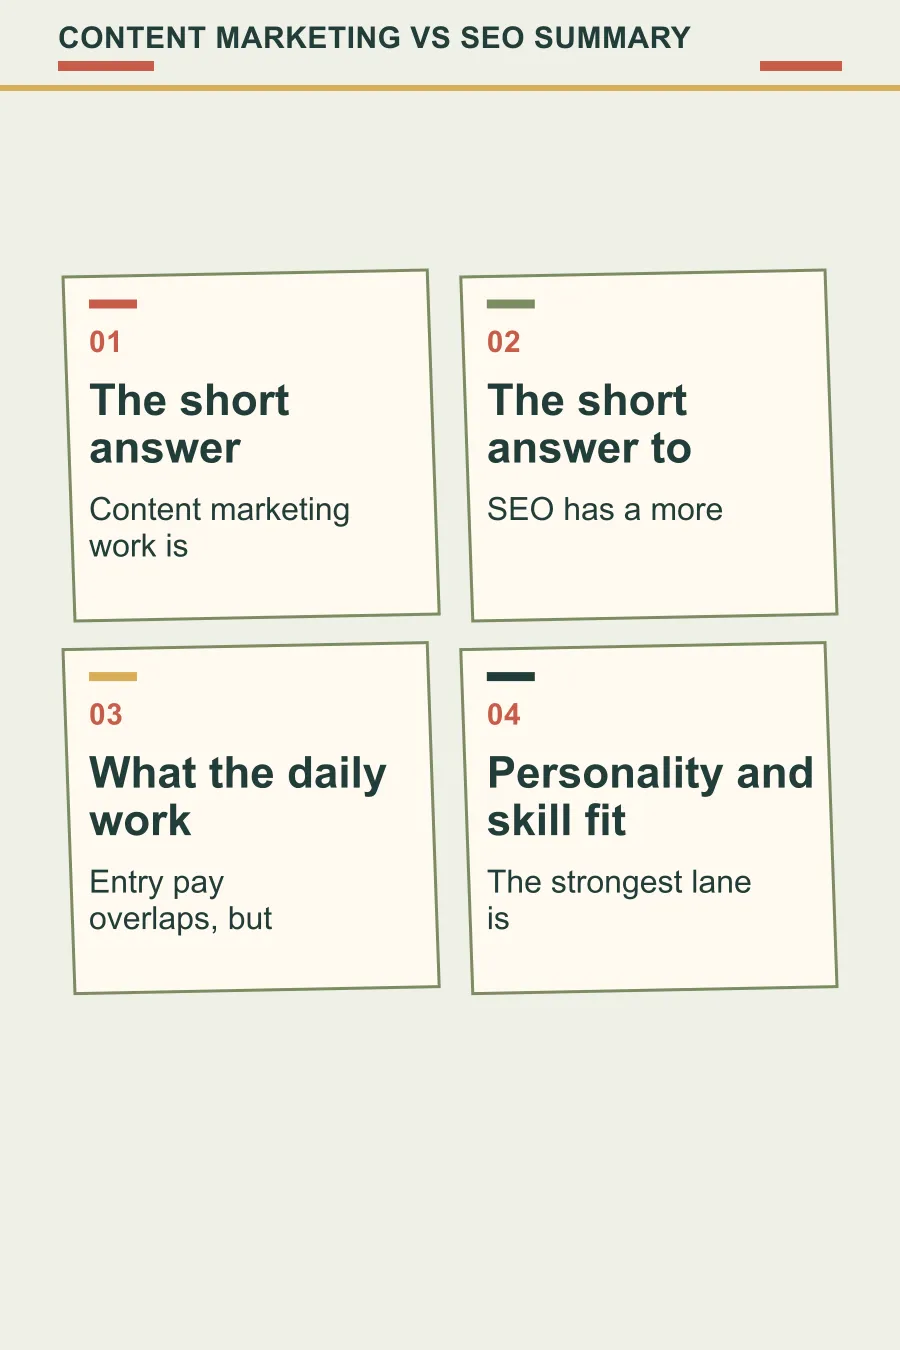 CONTENT MARKETING VS SEO SUMMARY
01
The short
answer
Content marketing
work is
02
The short
answer to
SEO has a more
03
What the daily
work
Entry pay
overlaps, but
04
Personality and
skill fit
The strongest lane
is